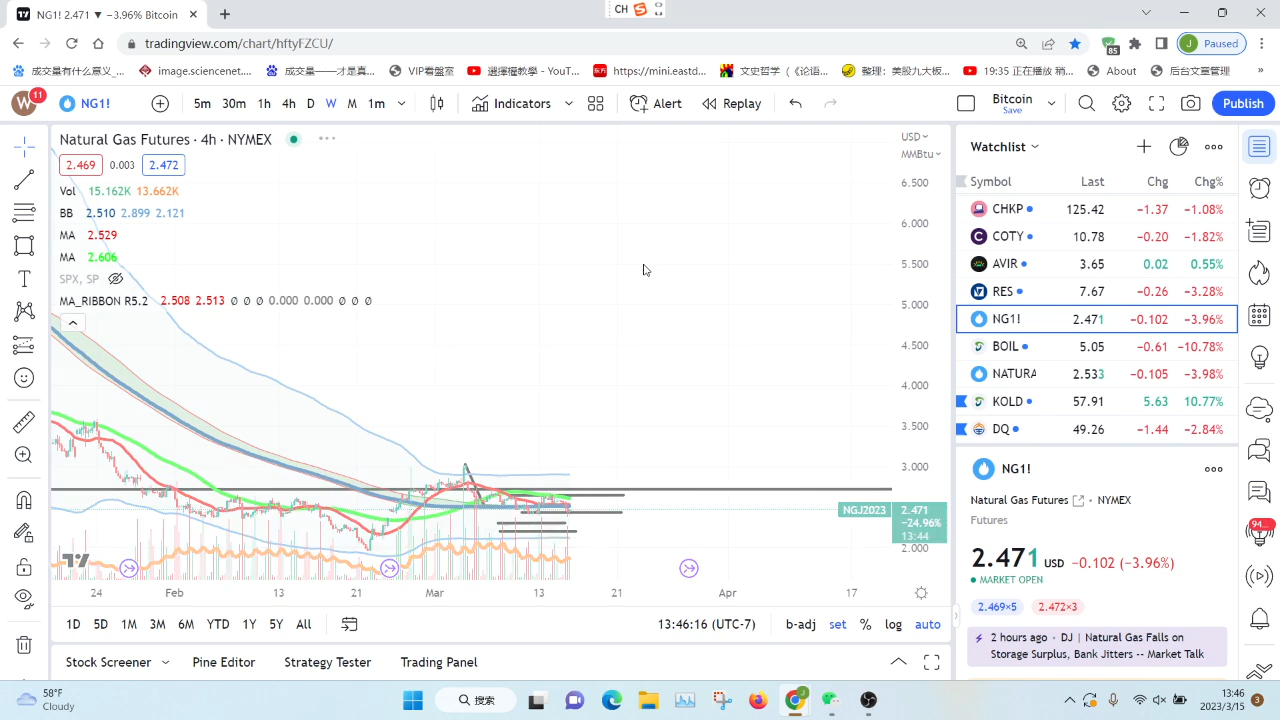 CH
NG1! 2.471 ▼ −3.96% Bitcoin
tradingview.com/chart/hftyFZCU/
85
J Paused
成交量有什么意义_...
image.sciencenet....
成交量——才是真...
VIP看盤室
選擇權教學 - YouT...
https://mini.eastd...
文史哲学（《论语...
整理：美股九大板...
19:35 正在播放 稍...
About
后台文章管理
»
W 11
NG1!
5m 30m 1h 4h D W M 1m
Indicators
Alert
Replay
Bitcoin
Save
Publish
Natural Gas Futures · 4h · NYMEX
2.469 0.003 2.472
Vol 15.162K 13.662K
BB 2.510 2.899 2.121
MA 2.529
MA 2.606
SPX, SP
MA_RIBBON R5.2 2.508 2.513 ∅ ∅ ∅ 0.000 0.000 ∅ ∅ ∅
USD
MMBtu
6.500
6.000
5.500
5.000
4.500
4.000
3.500
3.000
NGJ2023 2.471
−24.96%
13:44
2.000
24 Feb 13 21 Mar 13 21 Apr 17
1D 5D 1M 3M 6M YTD 1Y 5Y All
13:46:16 (UTC-7) b-adj set % log auto
Stock Screener Pine Editor Strategy Tester Trading Panel
Watchlist
Symbol Last Chg Chg%
CHKP 125.42 −1.37 −1.08%
COTY 10.78 −0.20 −1.82%
AVIR 3.65 0.02 0.55%
RES 7.67 −0.26 −3.28%
NG1! 2.471 −0.102 −3.96%
BOIL 5.05 −0.61 −10.78%
NATURA 2.533 −0.105 −3.98%
KOLD 57.91 5.63 10.77%
DQ 49.26 −1.44 −2.84%
NG1!
Natural Gas Futures · NYMEX
Futures
2.471 USD −0.102 (−3.96%)
MARKET OPEN
2.469×5 2.472×3
2 hours ago · DJ | Natural Gas Falls on
Storage Surplus, Bank Jitters -- Market Talk
94...
58°F
Cloudy
搜索
13:46
2023/3/15
3